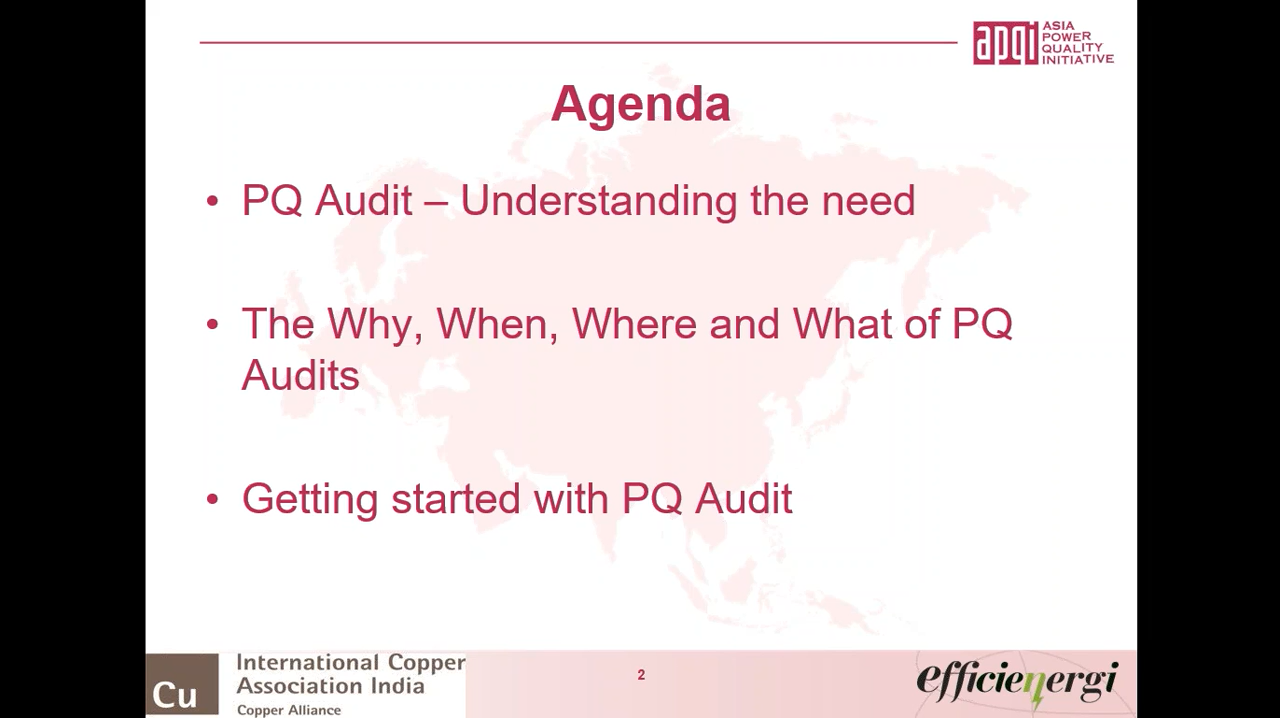 apqi ASIA
POWER
QUALITY
INITIATIVE
Agenda
• PQ Audit – Understanding the need
• The Why, When, Where and What of PQ
Audits
• Getting started with PQ Audit
Cu
International Copper
Association India
Copper Alliance
2
efficienergi